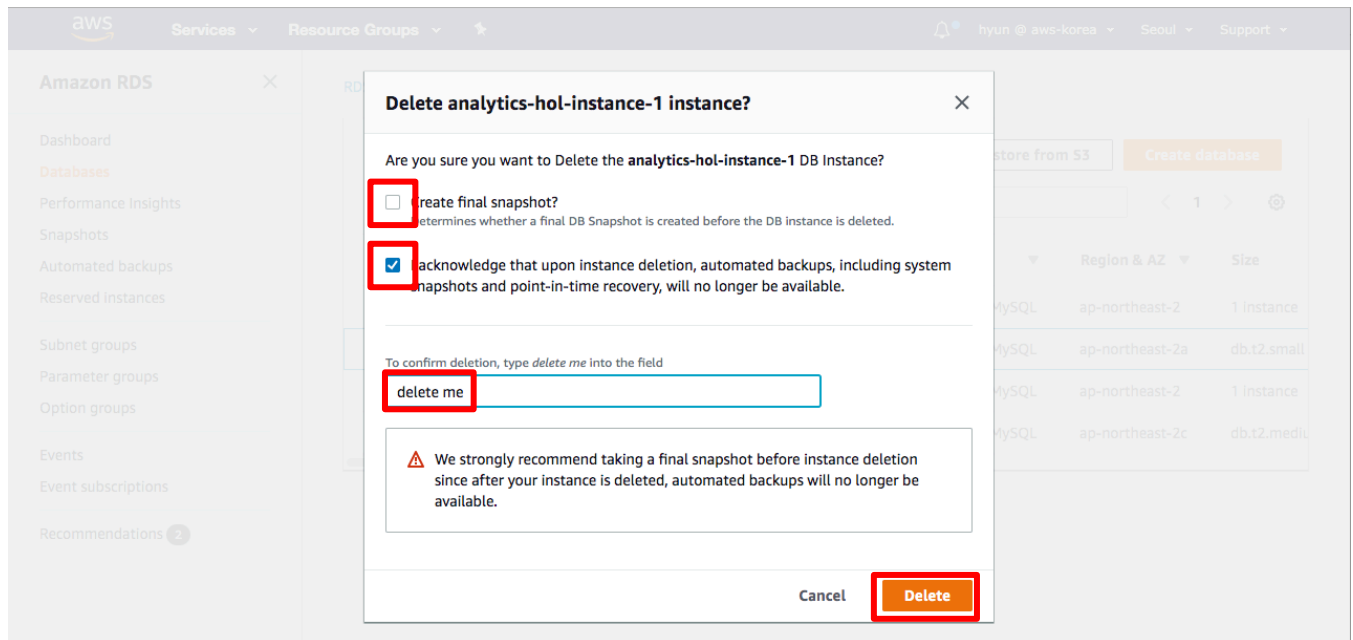 aws Services Resource Groups hyun @ aws-korea Seoul Support
Amazon RDS
RD
Dashboard
Databases
Performance Insights
Snapshots
Automated backups
Reserved instances
Subnet groups
Parameter groups
Option groups
Events
Event subscriptions
Recommendations 2
Delete analytics-hol-instance-1 instance?
Are you sure you want to Delete the analytics-hol-instance-1 DB Instance?
Create final snapshot?
Determines whether a final DB Snapshot is created before the DB instance is deleted.
I acknowledge that upon instance deletion, automated backups, including system
snapshots and point-in-time recovery, will no longer be available.
To confirm deletion, type delete me into the field
delete me
We strongly recommend taking a final snapshot before instance deletion
since after your instance is deleted, automated backups will no longer be
available.
Cancel Delete
store from S3 Create database
1
Region & AZ Size
MySQL ap-northeast-2 1 instance
MySQL ap-northeast-2a db.t2.small
MySQL ap-northeast-2 1 instance
MySQL ap-northeast-2c db.t2.mediu